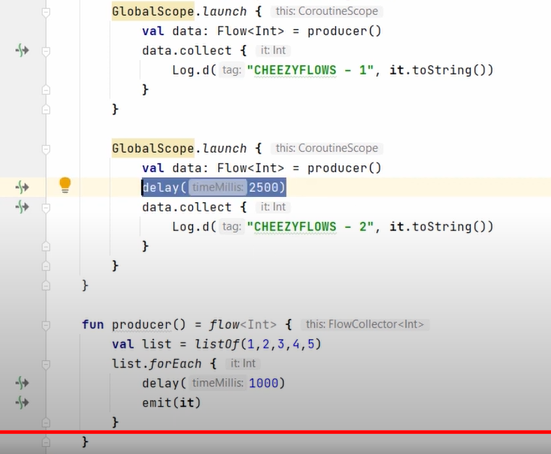 GlobalScope.launch { this: CoroutineScope
val data: Flow<Int> = producer()
data.collect { it: Int
Log.d( tag: "CHEEZYFLOWS - 1", it.toString())
}
}
GlobalScope.launch { this: CoroutineScope
val data: Flow<Int> = producer()
delay( timeMillis: 2500)
data.collect { it: Int
Log.d( tag: "CHEEZYFLOWS - 2", it.toString())
}
}
}
fun producer() = flow<Int> { this: FlowCollector<Int>
val list = listOf(1,2,3,4,5)
list.forEach { it: Int
delay( timeMillis: 1000)
emit(it)
}
}